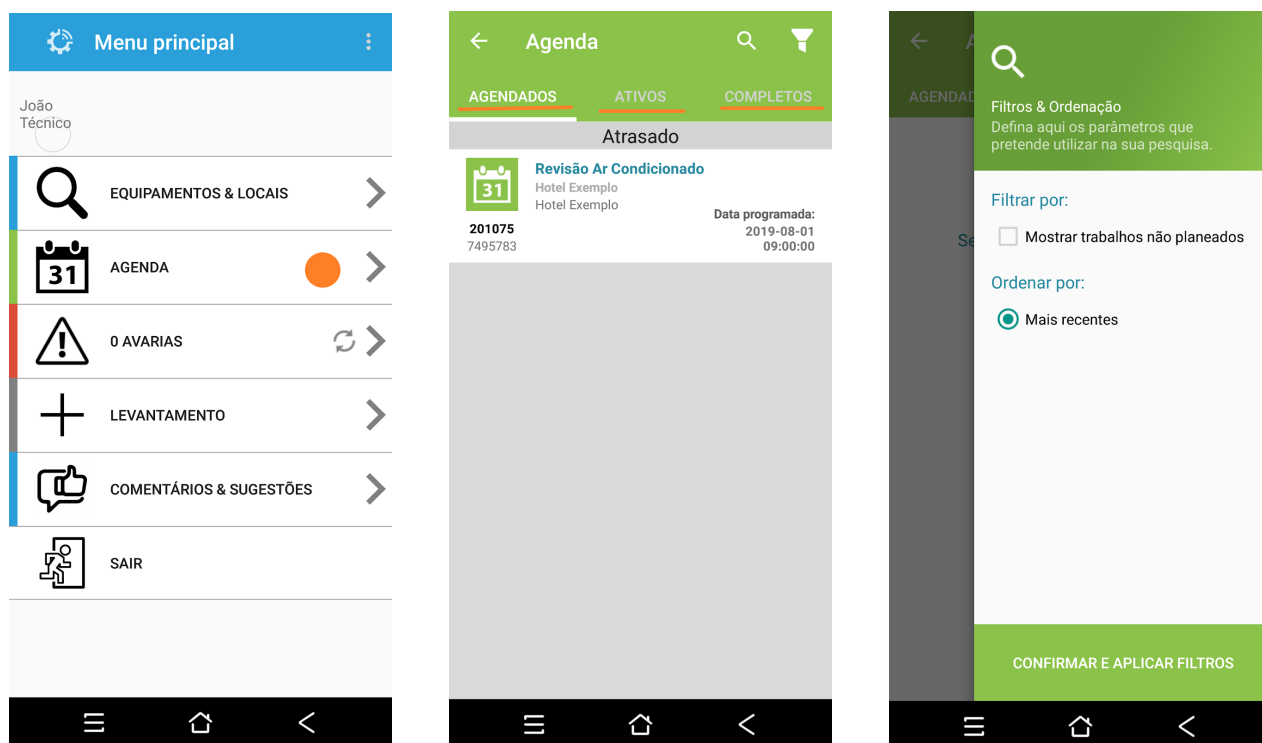 Menu principal
João
Técnico
EQUIPAMENTOS & LOCAIS
31
AGENDA
0 AVARIAS
LEVANTAMENTO
COMENTÁRIOS & SUGESTÕES
SAIR
Agenda
AGENDADOS ATIVOS COMPLETOS
Atrasado
31
Revisão Ar Condicionado
Hotel Exemplo
Hotel Exemplo
201075
7495783
Data programada:
2019-08-01
09:00:00
A
AGENDAD
Se
Filtros & Ordenação
Defina aqui os parâmetros que
pretende utilizar na sua pesquisa.
Filtrar por:
Mostrar trabalhos não planeados
Ordenar por:
Mais recentes
CONFIRMAR E APLICAR FILTROS